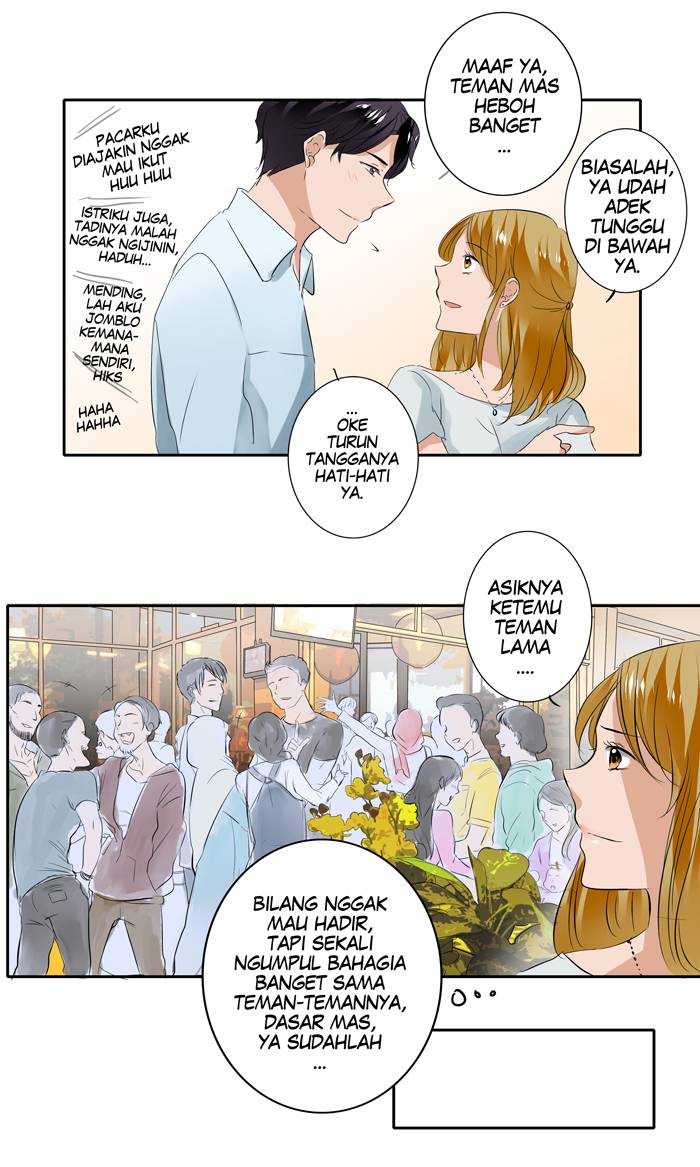 MAAF YA,
TEMAN MAS
HEBOH
BANGET
...
BIASALAH,
YA UDAH
ADEK
TUNGGU
DI BAWAH
YA.
PACARKU
DIAJAKIN NGGAK
MAU IKUT
HUU HUU
ISTRIKU JUGA,
TADINYA MALAH
NGGAK NGIJININ,
HADUH...
MENDING,
LAH AKU
JOMBLO
KEMANA-
MANA
SENDIRI,
HIKS
HAHA
HAHHA
...
OKE
TURUN
TANGGANYA
HATI-HATI
YA.
ASIKNYA
KETEMU
TEMAN
LAMA
....
BILANG NGGAK
MAU HADIR,
TAPI SEKALI
NGUMPUL BAHAGIA
BANGET SAMA
TEMAN-TEMANNYA,
DASAR MAS,
YA SUDAHLAH
...